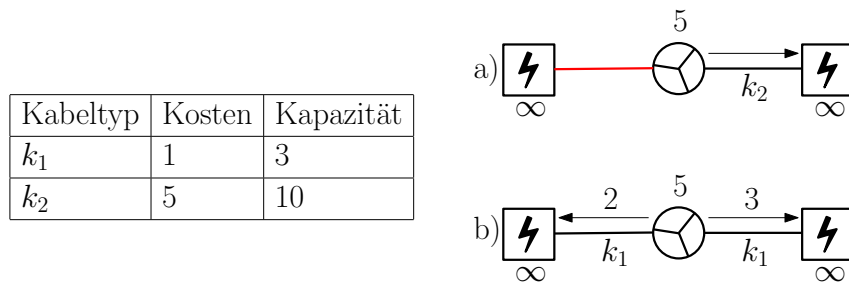 Kabeltyp Kosten Kapazität
k₁ 1 3
k₂ 5 10
5
a)
k₂
∞ ∞
2 5 3
b)
k₁ k₁
∞ ∞